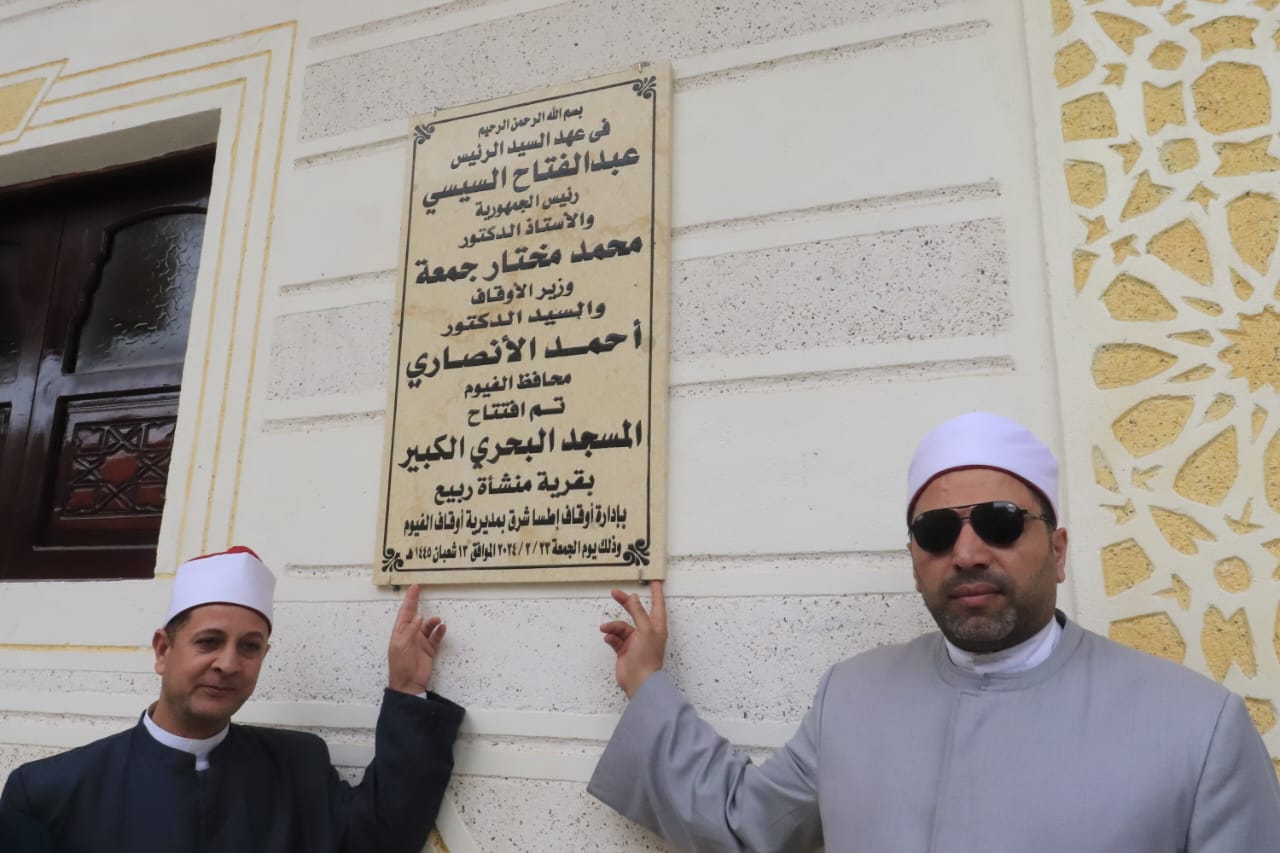 بسم الله الرحمن الرحيم
فى عهد السيد الرئيس
عبدالفتاح السيسي
رئيس الجمهورية
والأستاذ الدكتور
محمد مختار جمعة
وزير الأوقاف
والسيد الدكتور
أحمد الأنصاري
محافظ الفيوم
تم افتتاح
المسجد البحري الكبير
بقرية منشأة ربيع
بإدارة أوقاف إطسا شرق بمديرية أوقاف الفيوم
وذلك يوم الجمعة ٢٣ / ٢ / ٢٠٢٤ الموافق ١٣ شعبان ١٤٤٥ هـ